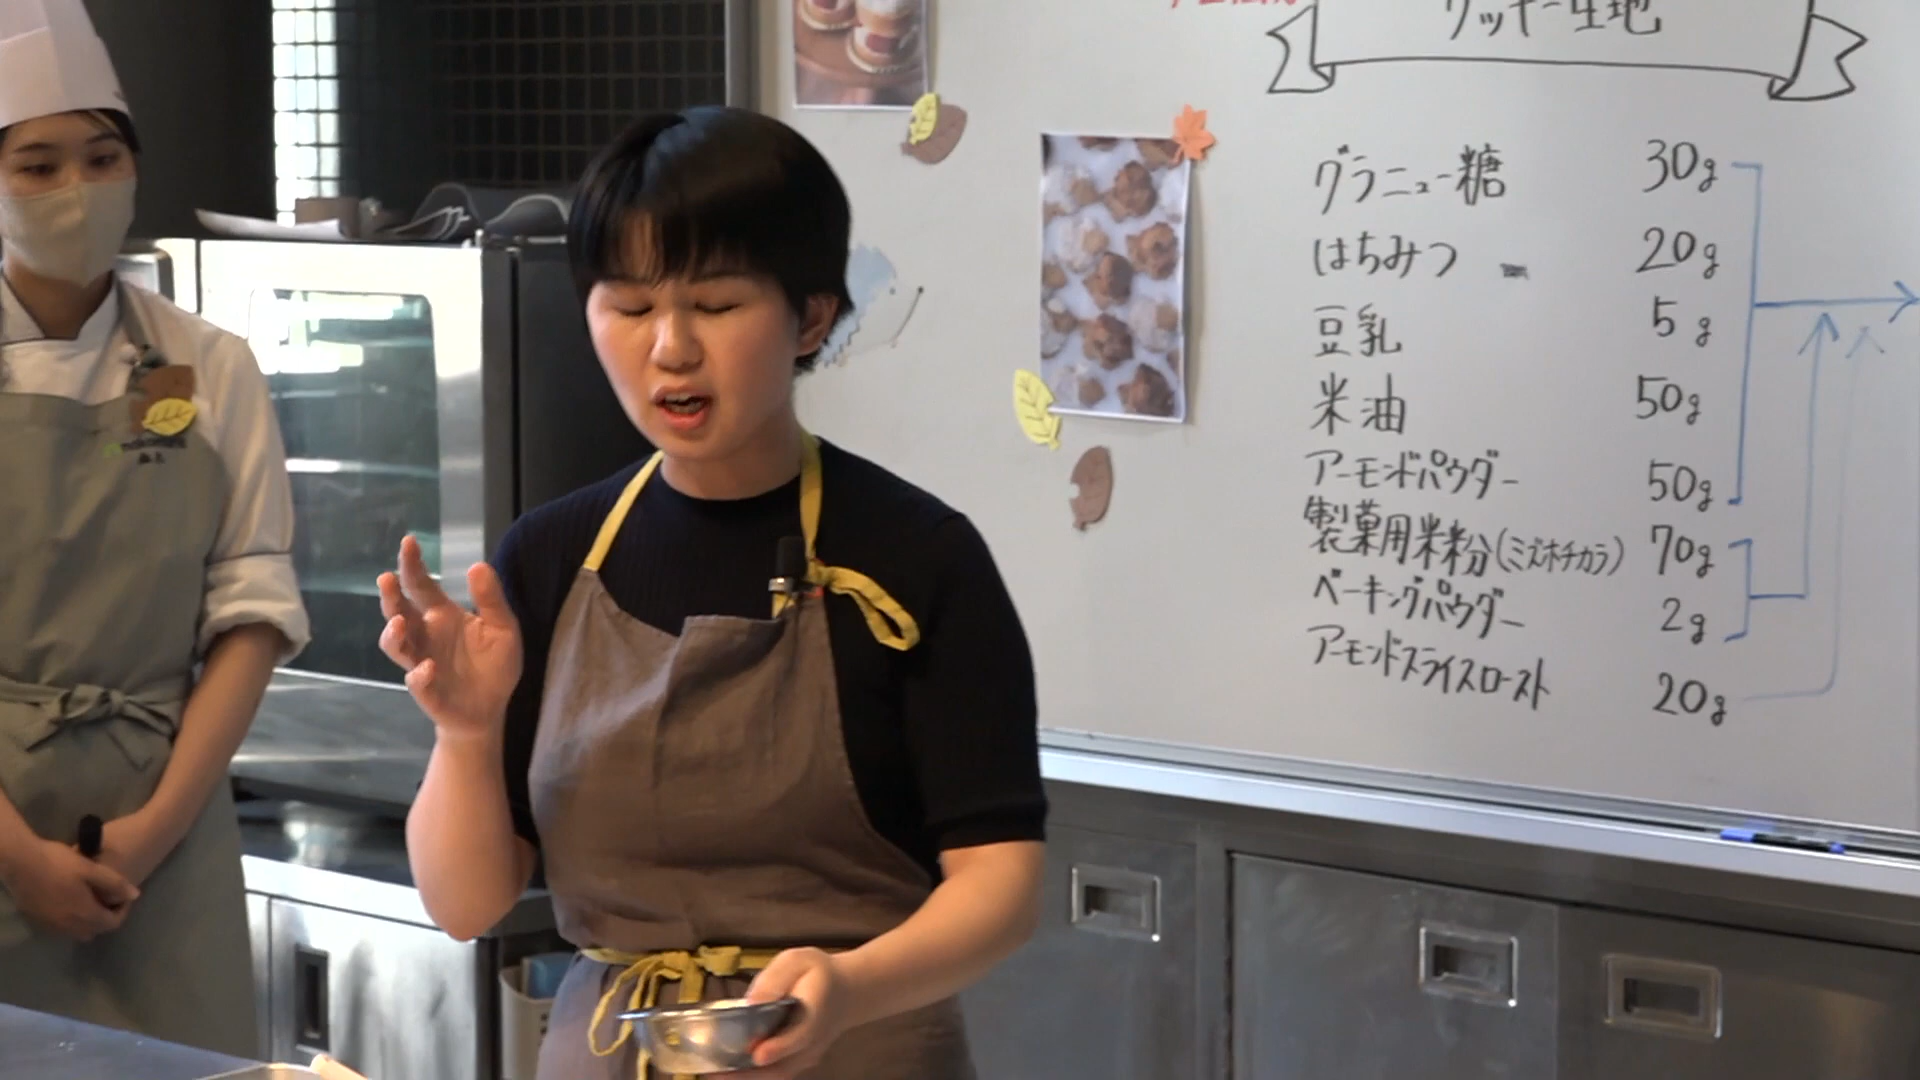 クッキー生地
グラニュー糖 30g
はちみつ 20g
豆乳 5g
米油 50g
アーモンドパウダー 50g
製菓用米粉(ミズホチカラ) 70g
ベーキングパウダー 2g
アーモンドスライスロースト 20g